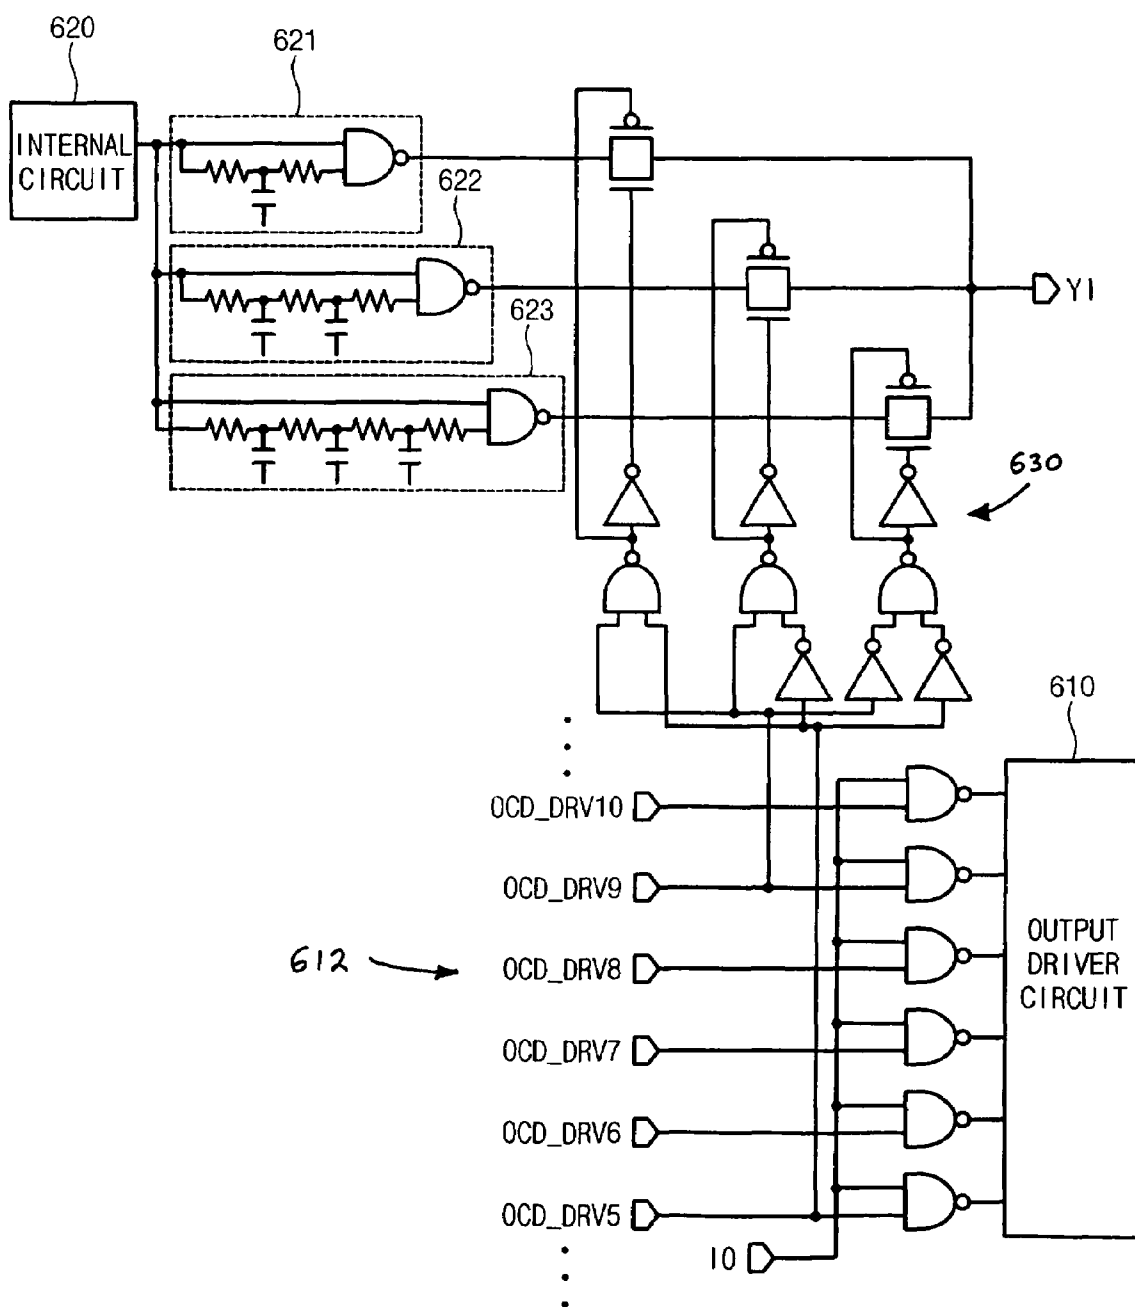 620
621
INTERNAL
CIRCUIT
622
623
YI
630
610
OCD_DRV10
OCD_DRV9
612
OCD_DRV8
OUTPUT
DRIVER
CIRCUIT
OCD_DRV7
OCD_DRV6
OCD_DRV5
IO